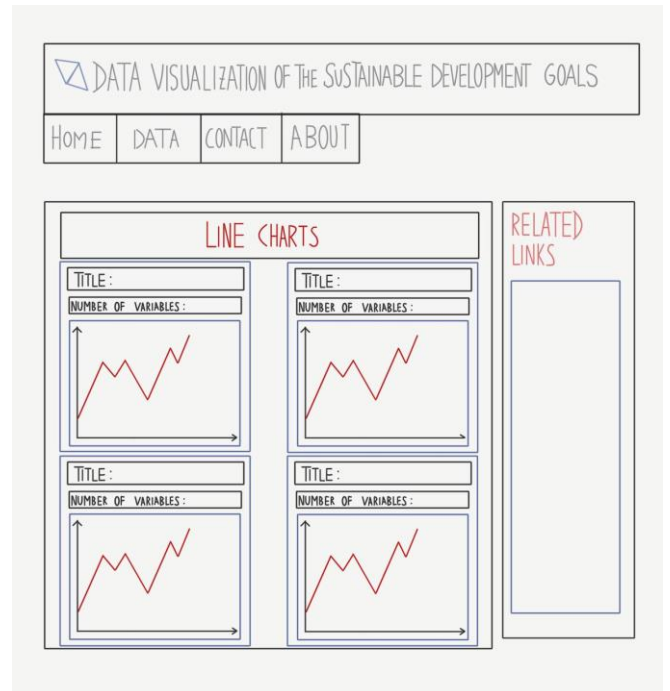 DATA VISUALIZATION OF THE SUSTAINABLE DEVELOPMENT GOALS
HOME DATA CONTACT ABOUT
LINE CHARTS
TITLE:
NUMBER OF VARIABLES:
TITLE:
NUMBER OF VARIABLES:
TITLE:
NUMBER OF VARIABLES:
TITLE:
NUMBER OF VARIABLES:
RELATED
LINKS